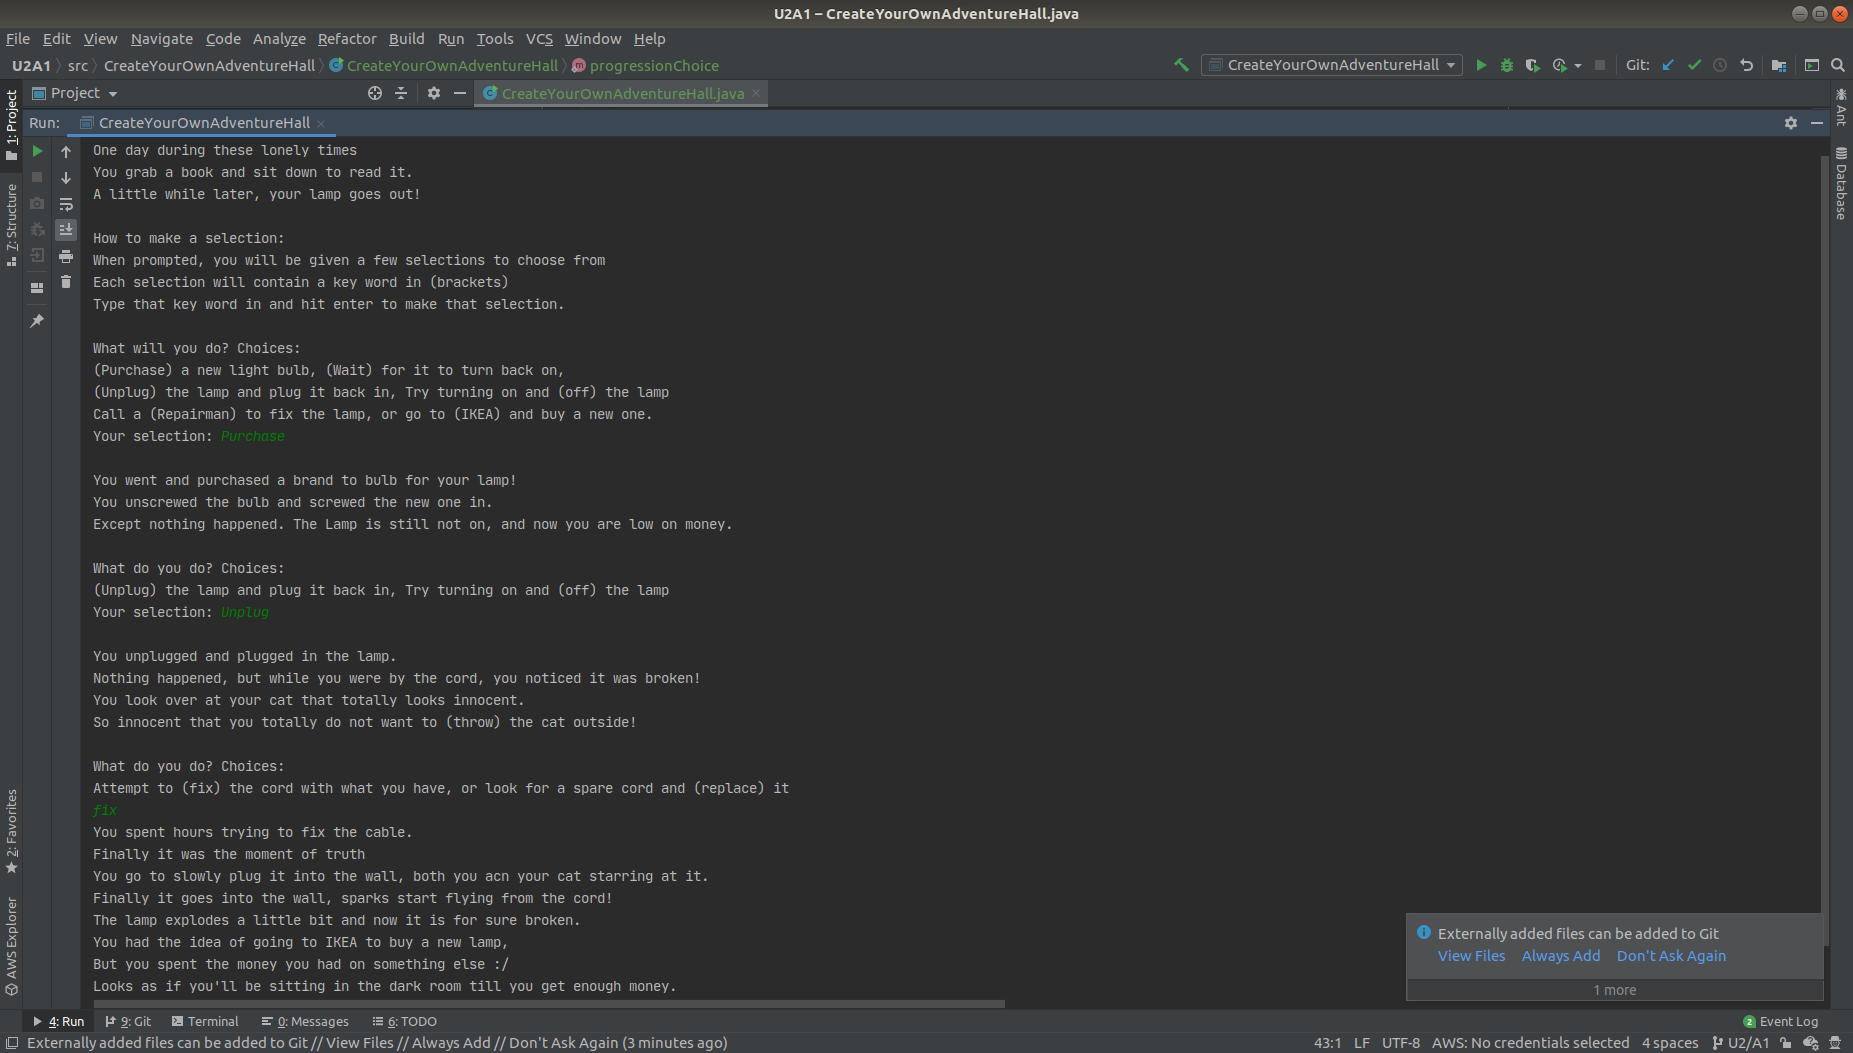 U2A1 – CreateYourOwnAdventureHall.java
File Edit View Navigate Code Analyze Refactor Build Run Tools VCS Window Help
U2A1 src CreateYourOwnAdventureHall CreateYourOwnAdventureHall progressionChoice CreateYourOwnAdventureHall Git:
Project CreateYourOwnAdventureHall.java
Run: CreateYourOwnAdventureHall
1: Project
7: Structure
2: Favorites
AWS Explorer
Ant
Database
One day during these lonely times
You grab a book and sit down to read it.
A little while later, your lamp goes out!
How to make a selection:
When prompted, you will be given a few selections to choose from
Each selection will contain a key word in (brackets)
Type that key word in and hit enter to make that selection.
What will you do? Choices:
(Purchase) a new light bulb, (Wait) for it to turn back on,
(Unplug) the lamp and plug it back in, Try turning on and (off) the lamp
Call a (Repairman) to fix the lamp, or go to (IKEA) and buy a new one.
Your selection: Purchase
You went and purchased a brand to bulb for your lamp!
You unscrewed the bulb and screwed the new one in.
Except nothing happened. The Lamp is still not on, and now you are low on money.
What do you do? Choices:
(Unplug) the lamp and plug it back in, Try turning on and (off) the lamp
Your selection: Unplug
You unplugged and plugged in the lamp.
Nothing happened, but while you were by the cord, you noticed it was broken!
You look over at your cat that totally looks innocent.
So innocent that you totally do not want to (throw) the cat outside!
What do you do? Choices:
Attempt to (fix) the cord with what you have, or look for a spare cord and (replace) it
fix
You spent hours trying to fix the cable.
Finally it was the moment of truth
You go to slowly plug it into the wall, both you acn your cat starring at it.
Finally it goes into the wall, sparks start flying from the cord!
The lamp explodes a little bit and now it is for sure broken.
You had the idea of going to IKEA to buy a new lamp,
But you spent the money you had on something else :/
Looks as if you'll be sitting in the dark room till you get enough money.
Externally added files can be added to Git
View Files Always Add Don't Ask Again
1 more
4: Run 9: Git Terminal 0: Messages 6: TODO 2 Event Log
Externally added files can be added to Git // View Files // Always Add // Don't Ask Again (3 minutes ago) 43:1 LF UTF-8 AWS: No credentials selected 4 spaces U2/A1